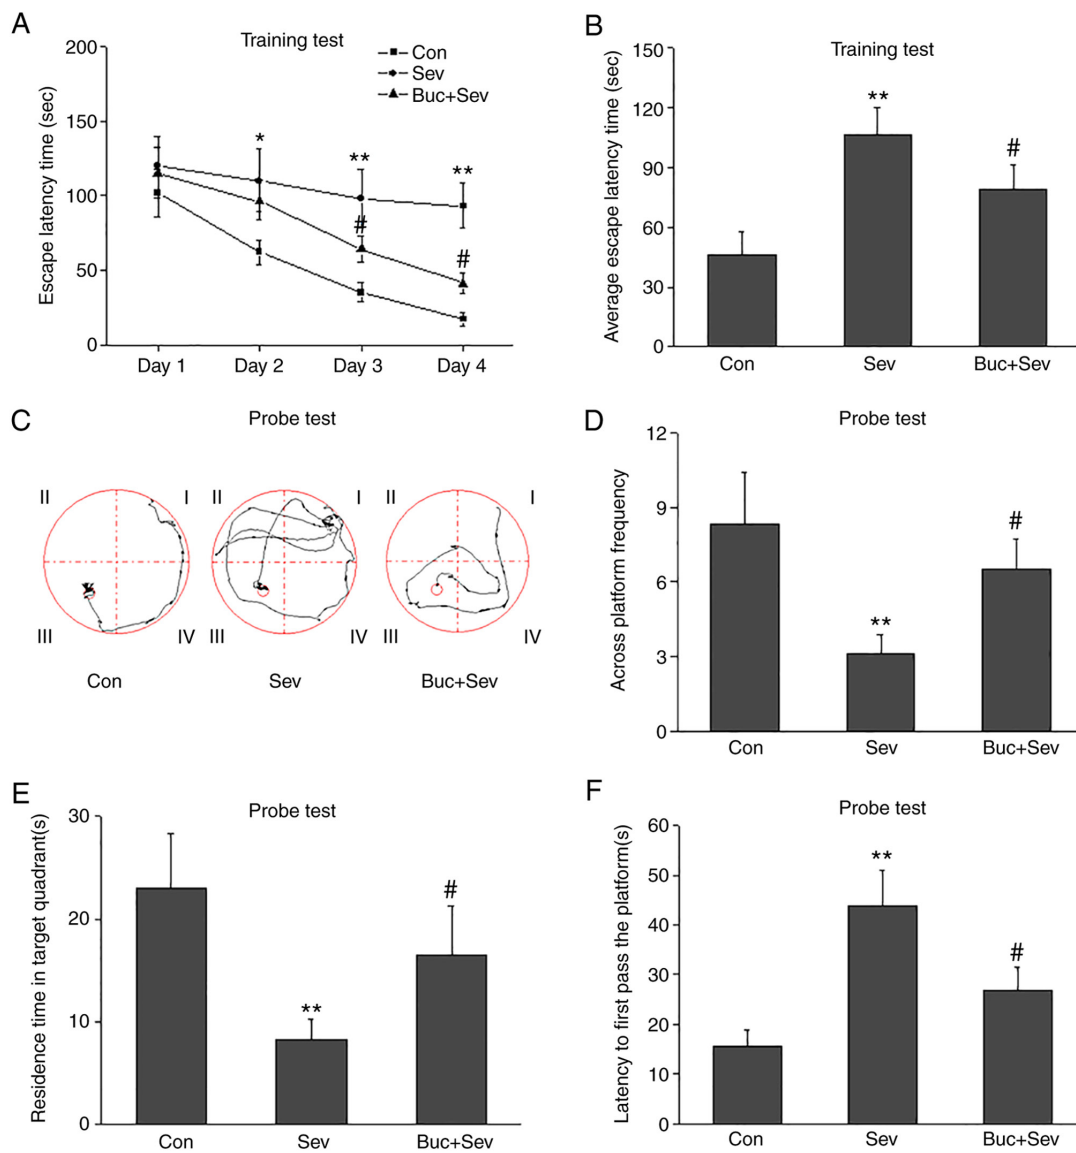 A
Training test
Escape latency time (sec)
200
150
100
50
0
Con
Sev
Buc+Sev
*
**
**
#
#
Day 1
Day 2
Day 3
Day 4
B
Training test
Average escape latency time (sec)
150
120
90
60
30
0
**
#
Con
Sev
Buc+Sev
C
Probe test
II
I
III
IV
Con
II
I
III
IV
Sev
II
I
III
IV
Buc+Sev
D
Probe test
Across platform frequency
12
9
6
3
0
**
#
Con
Sev
Buc+Sev
E
Probe test
Residence time in target quadrant(s)
30
20
10
0
**
#
Con
Sev
Buc+Sev
F
Probe test
Latency to first pass the platform(s)
60
50
40
30
20
10
0
**
#
Con
Sev
Buc+Sev